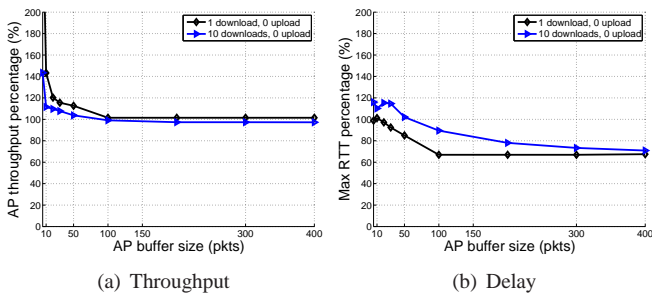 200
180
160
140
120
100
80
60
40
20
0
AP throughput percentage (%)
1 download, 0 upload
10 downloads, 0 upload
10 50 100 150 300 400
AP buffer size (pkts)
(a) Throughput
200
180
160
140
120
100
80
60
40
20
0
Max RTT percentage (%)
1 download, 0 upload
10 downloads, 0 upload
10 50 100 150 300 400
AP buffer size (pkts)
(b) Delay